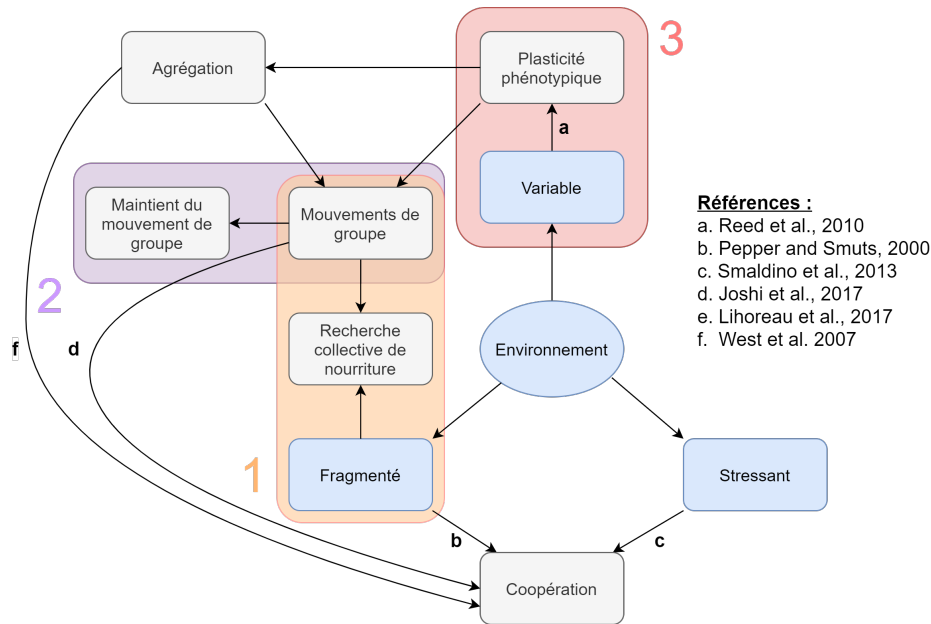 3
Agrégation
Plasticité
phénotypique
a
Variable
Maintient du
mouvement de
groupe
Mouvements de
groupe
2
Références :
a. Reed et al., 2010
b. Pepper and Smuts, 2000
c. Smaldino et al., 2013
d. Joshi et al., 2017
e. Lihoreau et al., 2017
f. West et al. 2007
f
d
Recherche
collective de
nourriture
Environnement
1
Fragmenté
Stressant
b
c
Coopération